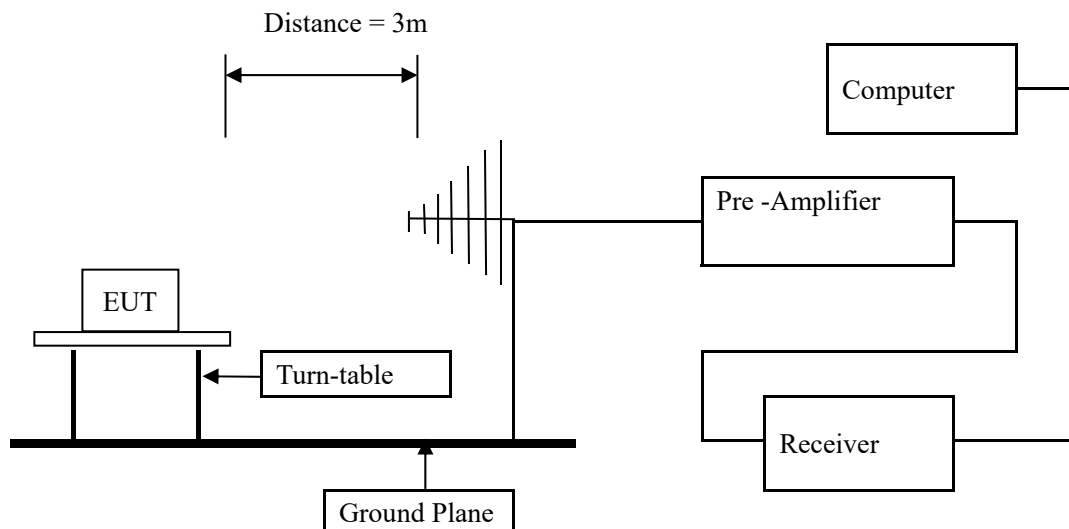 Distance = 3m
Computer
Pre -Amplifier
EUT
Turn-table
Receiver
Ground Plane